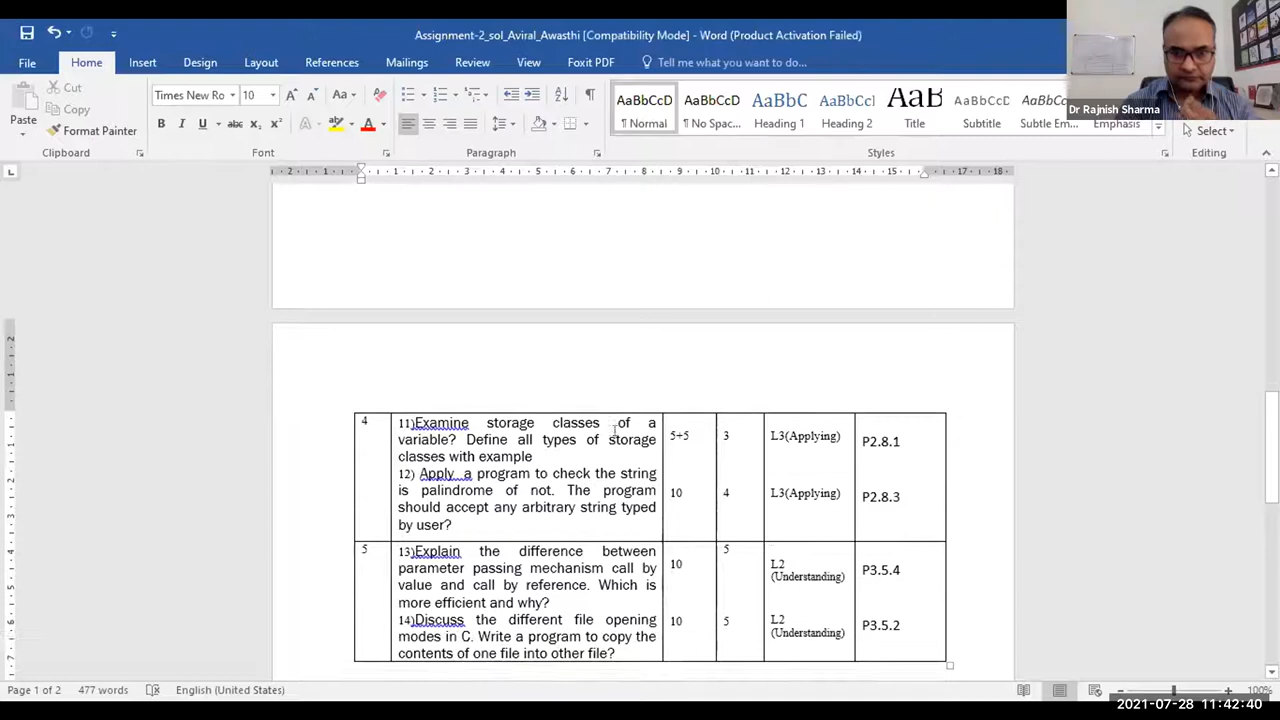 Assignment-2_sol_Aviral_Awasthi [Compatibility Mode] - Word (Product Activation Failed)
File Home Insert Design Layout References Mailings Review View Foxit PDF Tell me what you want to do...
Dr Rajnish Sharma
Cut
Copy
Paste
Format Painter
Clipboard
Times New Ro 10
Font
Paragraph
AaBbCcD AaBbCcD AaBbC AaBbCcD AaB AaBbCcD AaBbCcDd AaBbCcDd
¶ Normal ¶ No Spac... Heading 1 Heading 2 Title Subtitle Subtle Em... Emphasis
Styles
Select
Editing
4
11)Examine storage classes of a
variable? Define all types of storage
classes with example
5+5
3
L3(Applying)
P2.8.1
12) Apply a program to check the string
is palindrome of not. The program
should accept any arbitrary string typed
by user?
10
4
L3(Applying)
P2.8.3
5
13)Explain the difference between
parameter passing mechanism call by
value and call by reference. Which is
more efficient and why?
10
5
L2
(Understanding)
P3.5.4
14)Discuss the different file opening
modes in C. Write a program to copy the
contents of one file into other file?
10
5
L2
(Understanding)
P3.5.2
Page 1 of 2 477 words English (United States) 100%
2021-07-28 11:42:40